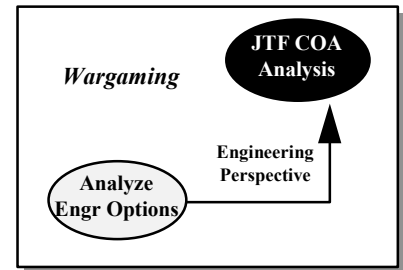 JTF COA
Analysis
Wargaming
Engineering
Perspective
Analyze
Engr Options